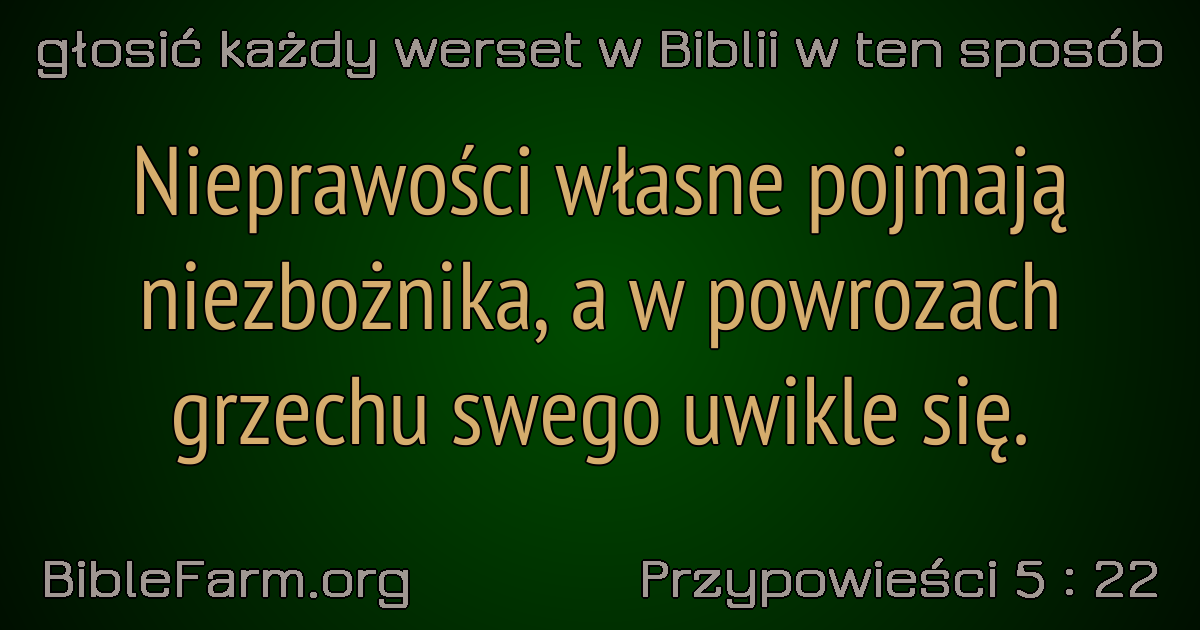 głosić każdy werset w Biblii w ten sposób
Nieprawości własne pojmają
niezbożnika, a w powrozach
grzechu swego uwikle się.
BibleFarm.org
Przypowieści 5 : 22